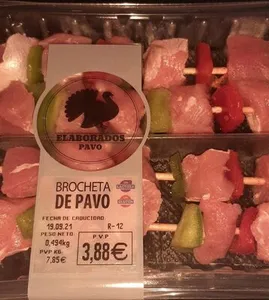 ELABORADOS
PAVO
BROCHETA
DE PAVO
FECHA DE CADUCIDAD
19.09.21 R-12
PESO NETO
0,494kg
P.V.P
PVP KG.
7,85€
3,88€